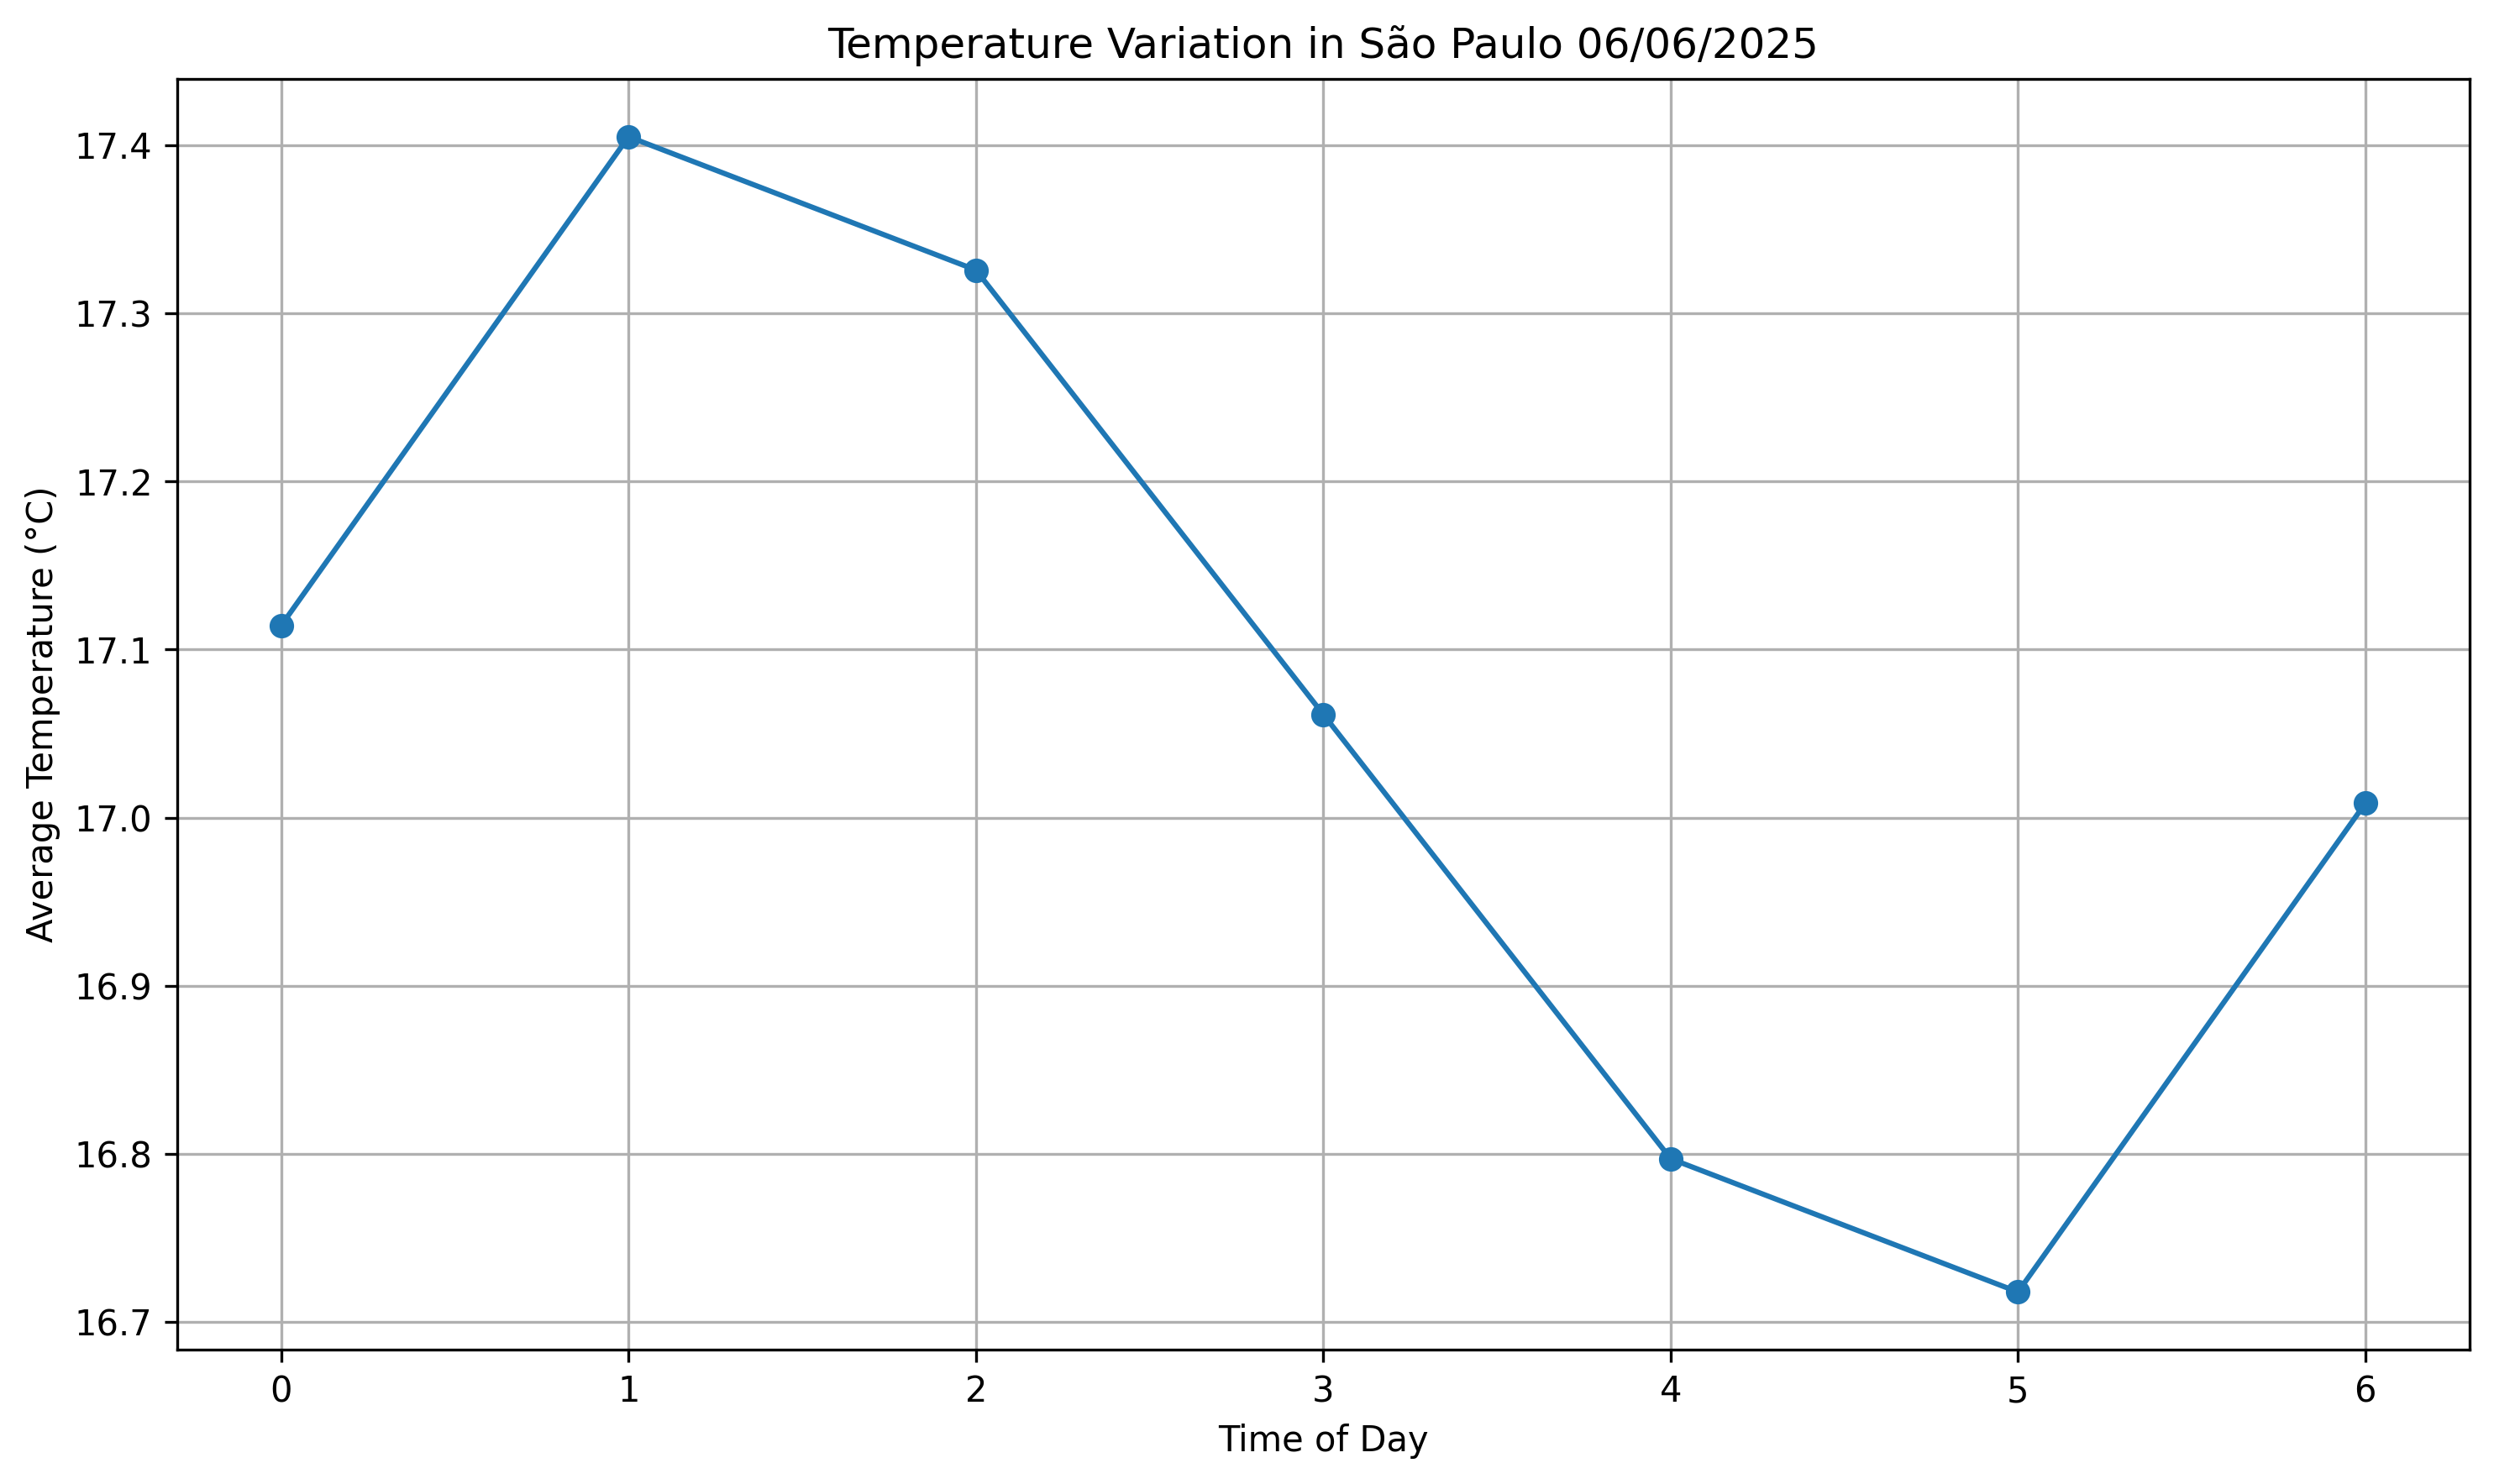 Temperature Variation in São Paulo 06/06/2025
Average Temperature (°C)
17.4
17.3
17.2
17.1
17.0
16.9
16.8
16.7
0 1 2 3 4 5 6
Time of Day